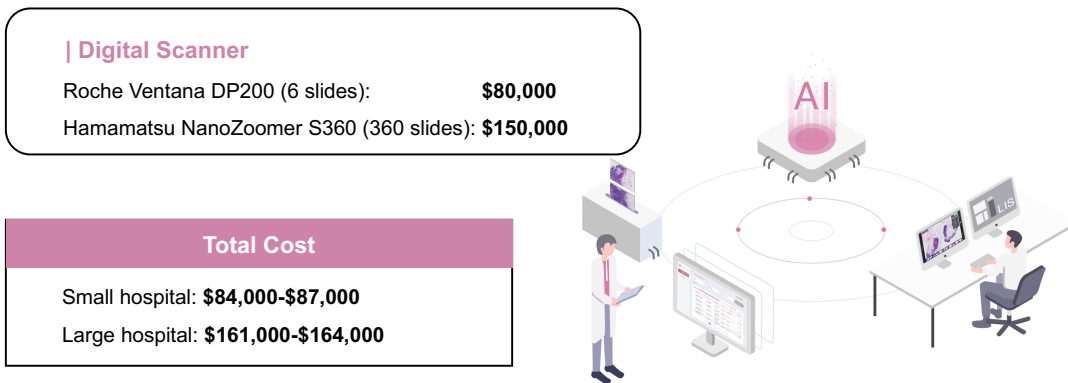 | Digital Scanner
Roche Ventana DP200 (6 slides): $80,000
Hamamatsu NanoZoomer S360 (360 slides): $150,000
AI
LIS
Total Cost
Small hospital: $84,000-$87,000
Large hospital: $161,000-$164,000